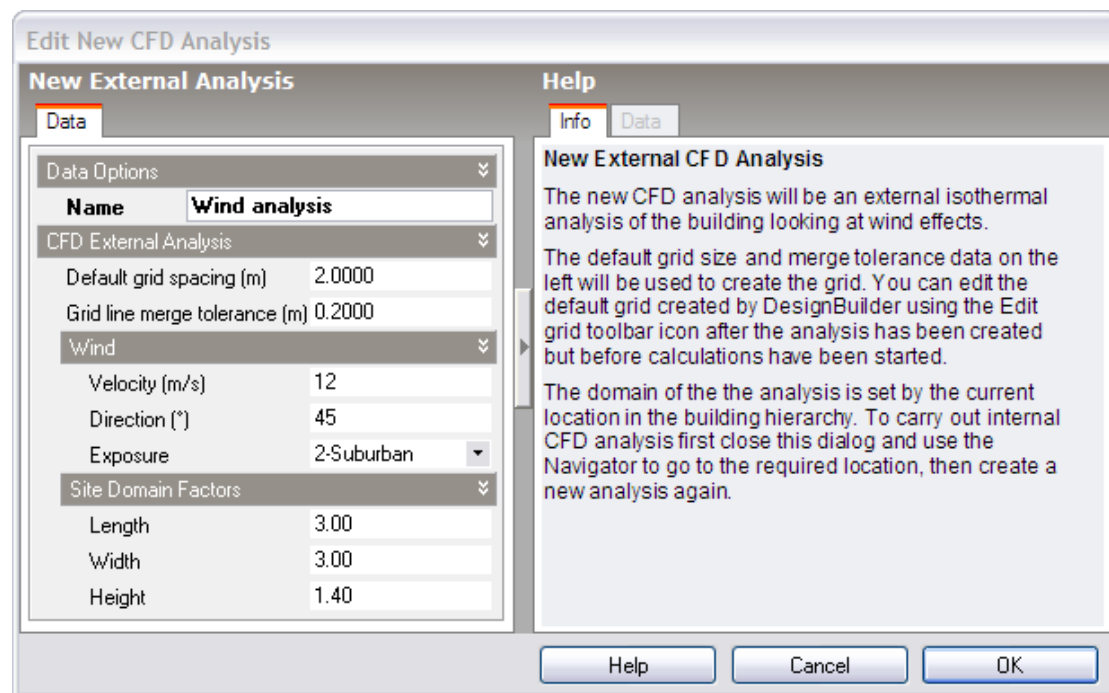 Edit New CFD Analysis
New External Analysis
Data
Data Options
Name Wind analysis
CFD External Analysis
Default grid spacing (m) 2.0000
Grid line merge tolerance (m) 0.2000
Wind
Velocity (m/s) 12
Direction (°) 45
Exposure 2-Suburban
Site Domain Factors
Length 3.00
Width 3.00
Height 1.40
Help
Info Data
New External CFD Analysis
The new CFD analysis will be an external isothermal
analysis of the building looking at wind effects.
The default grid size and merge tolerance data on the
left will be used to create the grid. You can edit the
default grid created by DesignBuilder using the Edit
grid toolbar icon after the analysis has been created
but before calculations have been started.
The domain of the the analysis is set by the current
location in the building hierarchy. To carry out internal
CFD analysis first close this dialog and use the
Navigator to go to the required location, then create a
new analysis again.
Help Cancel OK